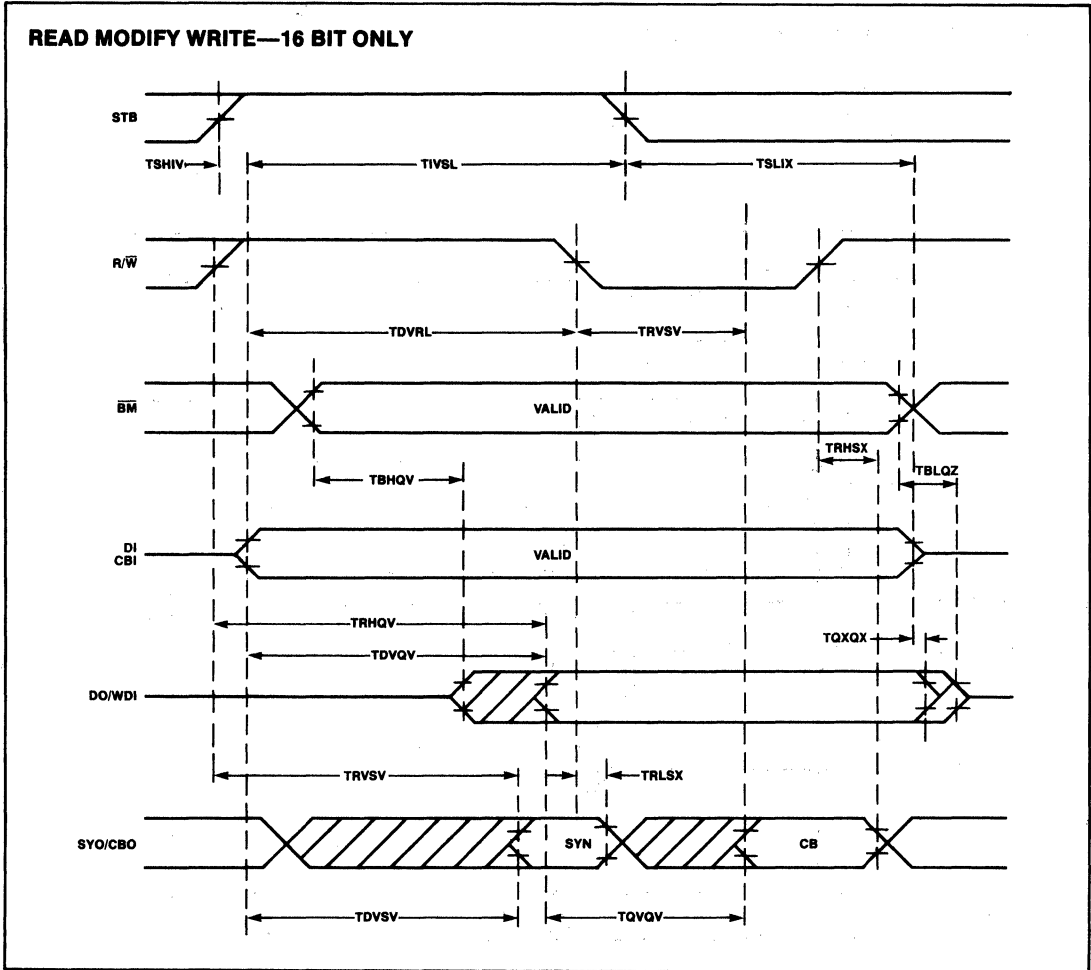 READ MODIFY WRITE—16 BIT ONLY
STB
TSHIV
TIVSL
TSLIX
R/W̅
TDVRL
TRVSV
B̅M̅
VALID
TRHSX
TBHQV
TBLQZ
DI
CBI
VALID
TRHQV
TQXQX
TDVQV
DO/WDI
TRVSV
TRLSX
SYO/CBO
SYN
CB
TDVSV
TQVQV